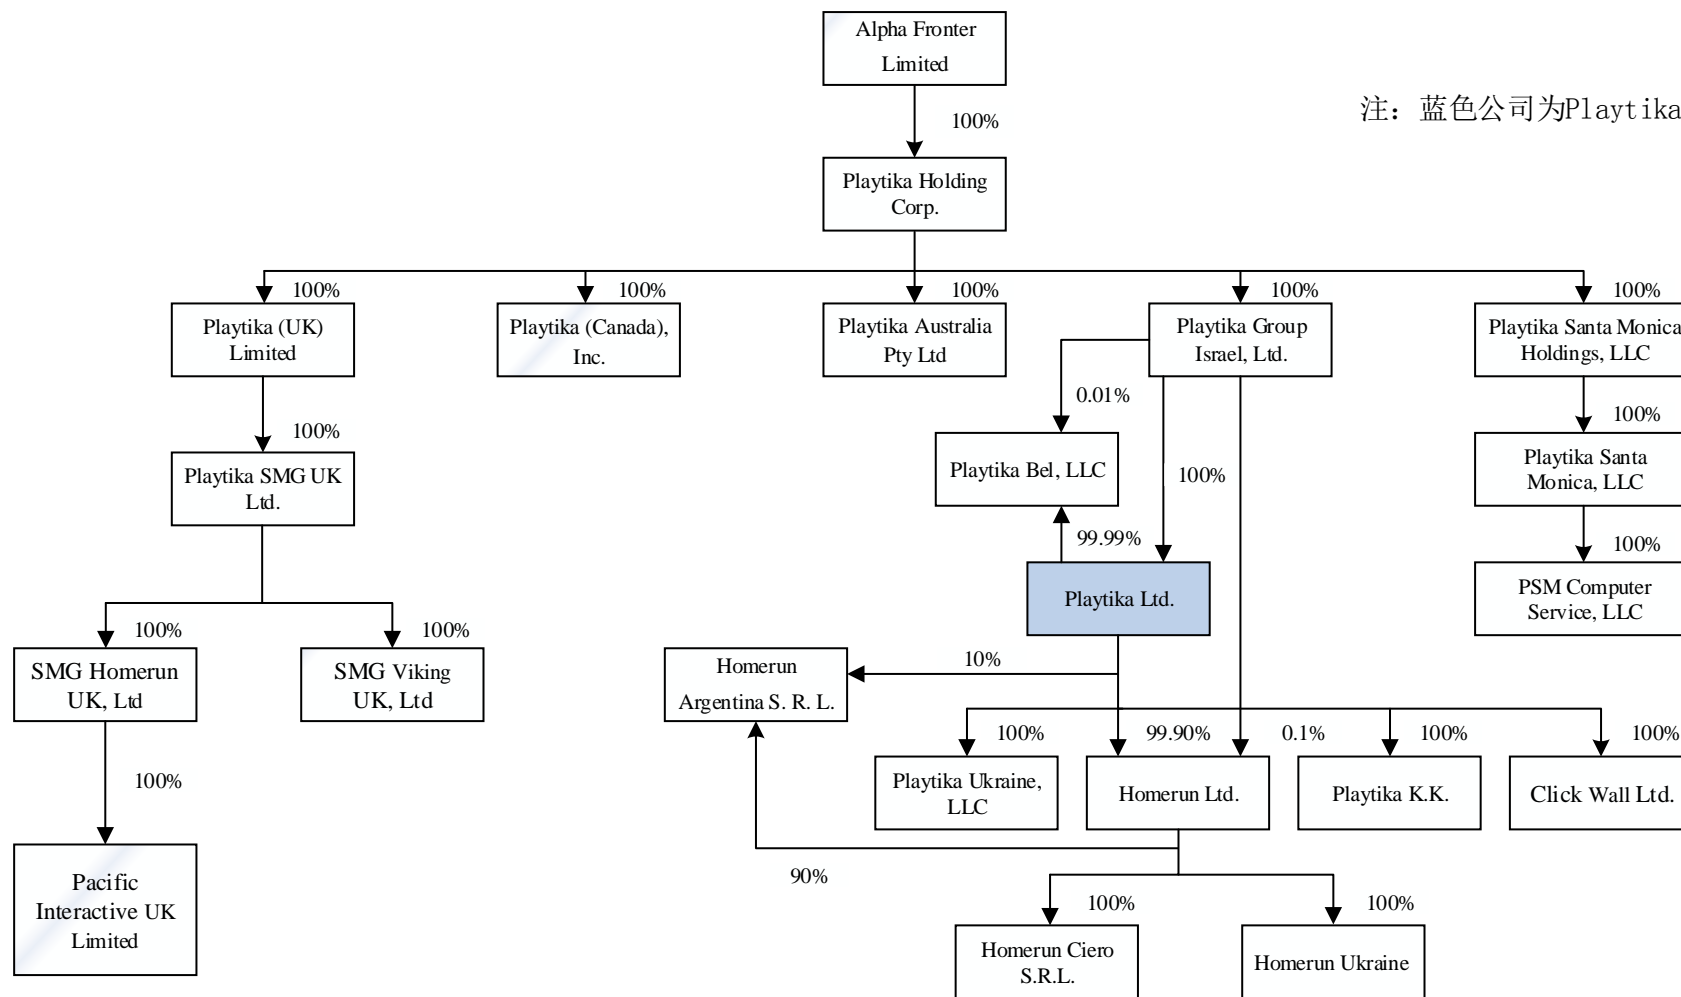 Alpha Fronter
Limited
注：蓝色公司为Playtika
100%
Playtika Holding
Corp.
100%
100%
100%
100%
100%
Playtika (UK)
Limited
Playtika (Canada),
Inc.
Playtika Australia
Pty Ltd
Playtika Group
Israel, Ltd.
Playtika Santa Monica
Holdings, LLC
0.01%
100%
100%
Playtika SMG UK
Ltd.
Playtika Bel, LLC
100%
Playtika Santa
Monica, LLC
99.99%
100%
Playtika Ltd.
PSM Computer
Service, LLC
100%
100%
SMG Homerun
UK, Ltd
SMG Viking
UK, Ltd
Homerun
Argentina S. R. L.
10%
100%
99.90%
0.1%
100%
100%
100%
Playtika Ukraine,
LLC
Homerun Ltd.
Playtika K.K.
Click Wall Ltd.
90%
Pacific
Interactive UK
Limited
100%
100%
Homerun Ciero
S.R.L.
Homerun Ukraine